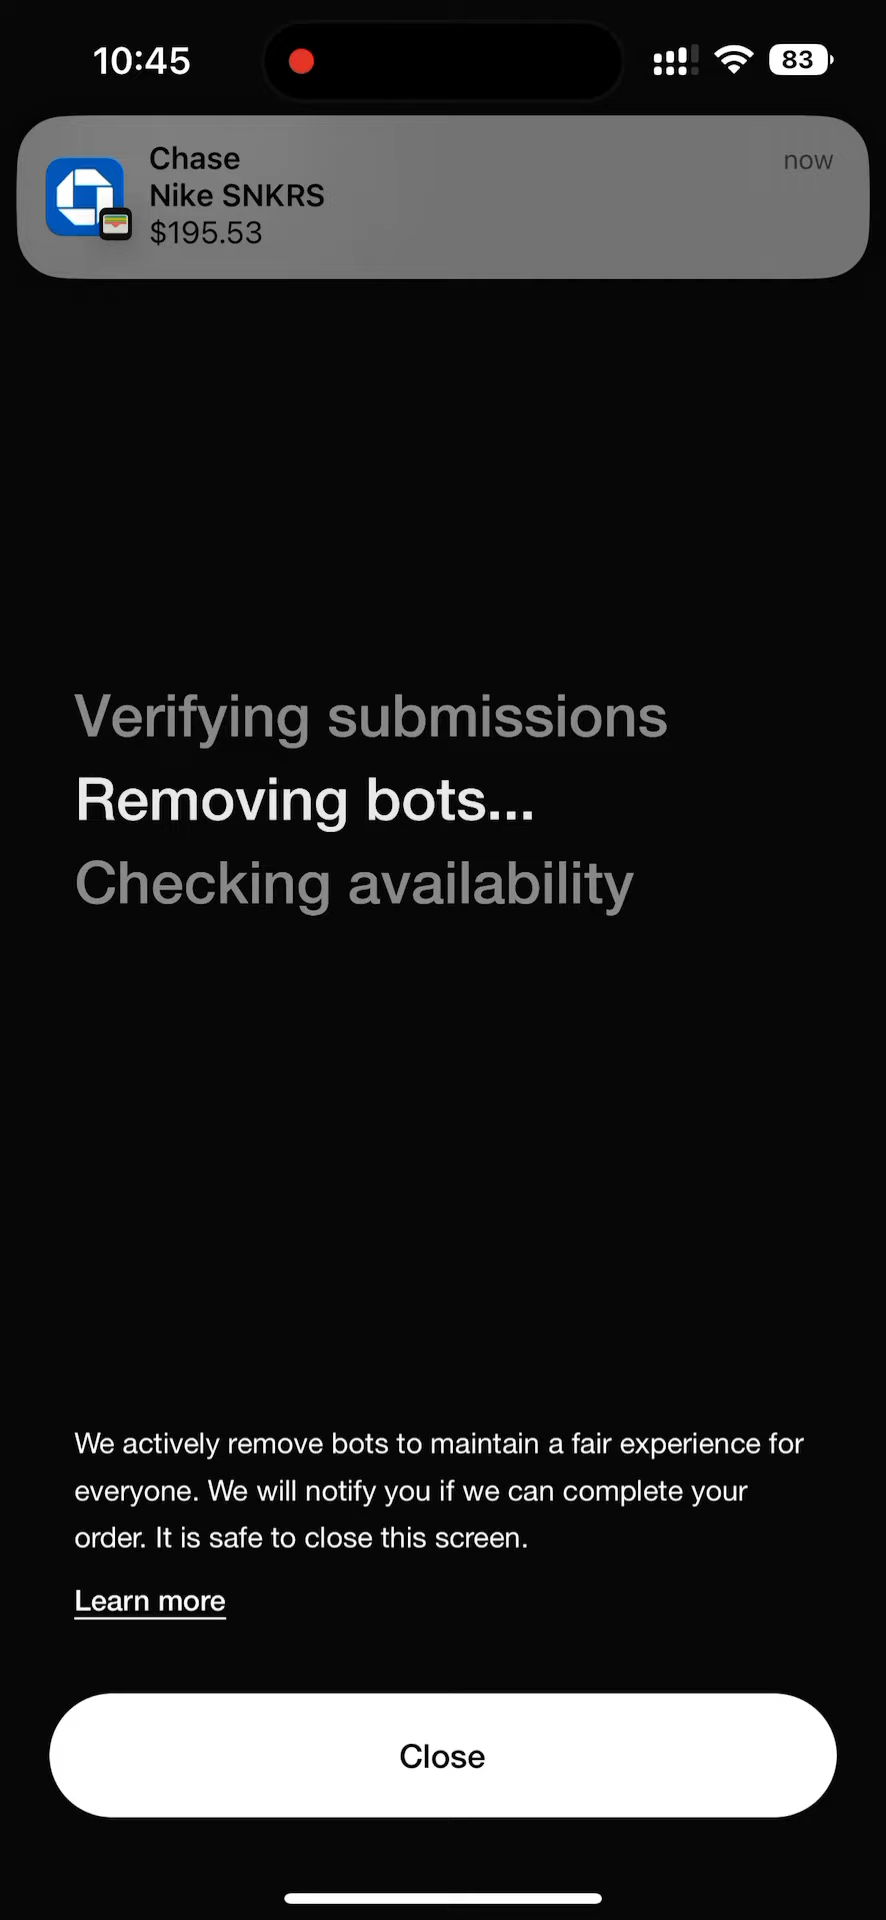 10:45
83
Chase
now
Nike SNKRS
$195.53
Verifying submissions
Removing bots...
Checking availability
We actively remove bots to maintain a fair experience for
everyone. We will notify you if we can complete your
order. It is safe to close this screen.
Learn more
Close